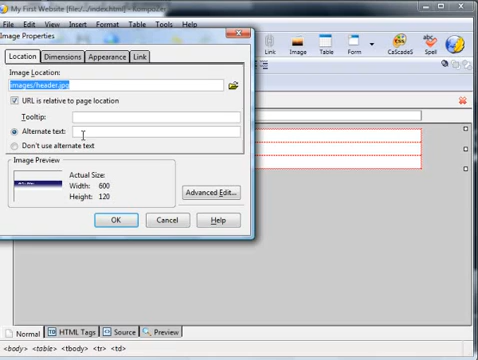 My First Website [file:/.../index.html] - KompoZer
File Edit View Insert Format Table Tools Help
Image Properties
Link Image Table Form CaScadeS Spell
Location Dimensions Appearance Link
Image Location:
images/header.jpg
URL is relative to page location
Tooltip:
Alternate text:
Don't use alternate text
Image Preview
Actual Size:
Width: 600
Height: 120
Advanced Edit...
OK Cancel Help
Normal HTML Tags Source Preview
<body> <table> <tbody> <tr> <td>